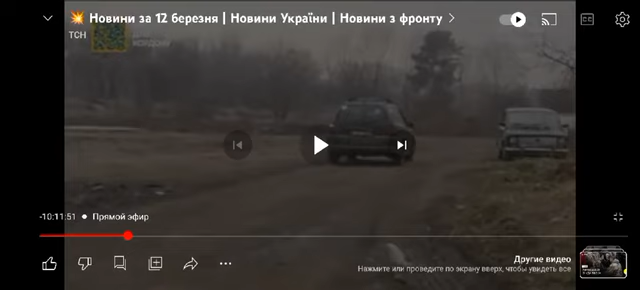 💥 Новини за 12 березня | Новини України | Новини з фронту
ТСН
CC
-10:11:51 • Прямой эфир
Другие видео
Нажмите или проведите по экрану вверх, чтобы увидеть все